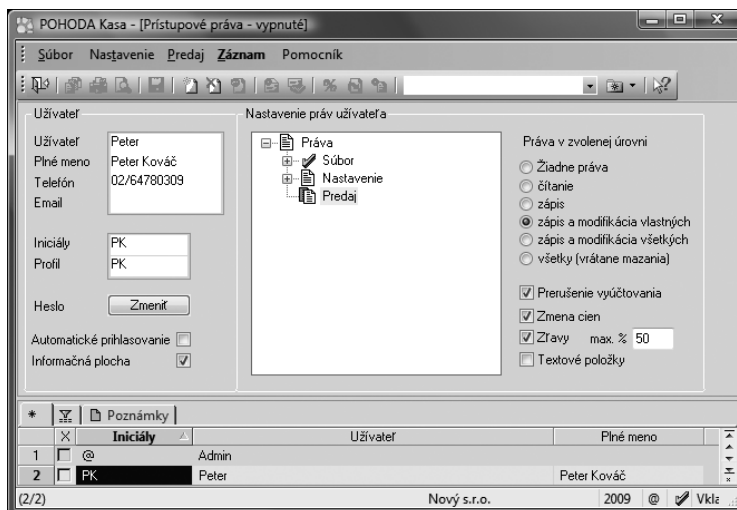 POHODA Kasa - [Prístupové práva - vypnuté]
Súbor Nastavenie Predaj Záznam Pomocník
Užívateľ
Užívateľ Peter
Plné meno Peter Kováč
Telefón 02/64780309
Email
Iniciály PK
Profil PK
Heslo Zmeniť
Automatické prihlasovanie
Informačná plocha
Nastavenie práv užívateľa
Práva
Súbor
Nastavenie
Predaj
Práva v zvolenej úrovni
Žiadne práva
čítanie
zápis
zápis a modifikácia vlastných
zápis a modifikácia všetkých
všetky (vrátane mazania)
Prerušenie vyúčtovania
Zmena cien
Zľavy max. % 50
Textové položky
* Poznámky
X Iniciály Užívateľ Plné meno
1 @ Admin
2 PK Peter Peter Kováč
(2/2) Nový s.r.o. 2009 @ Vkla